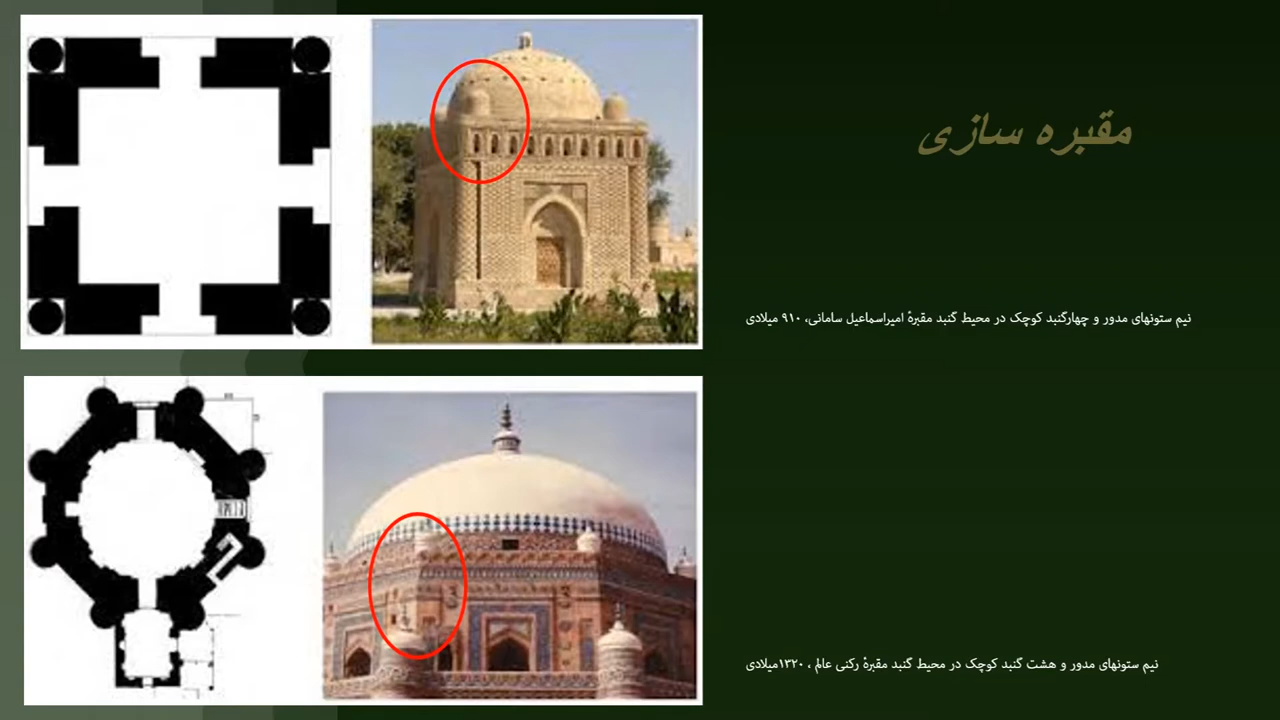 مقبره سازی
نیم ستونهای مدور و چهارگنبد کوچک در محیط گنبد مقبرهٔ امیراسماعیل سامانی، ۹۱۰ میلادی
نیم ستونهای مدور و هشت گنبد کوچک در محیط گنبد مقبرهٔ رکنی عالم ، ۱۳۲۰میلادی